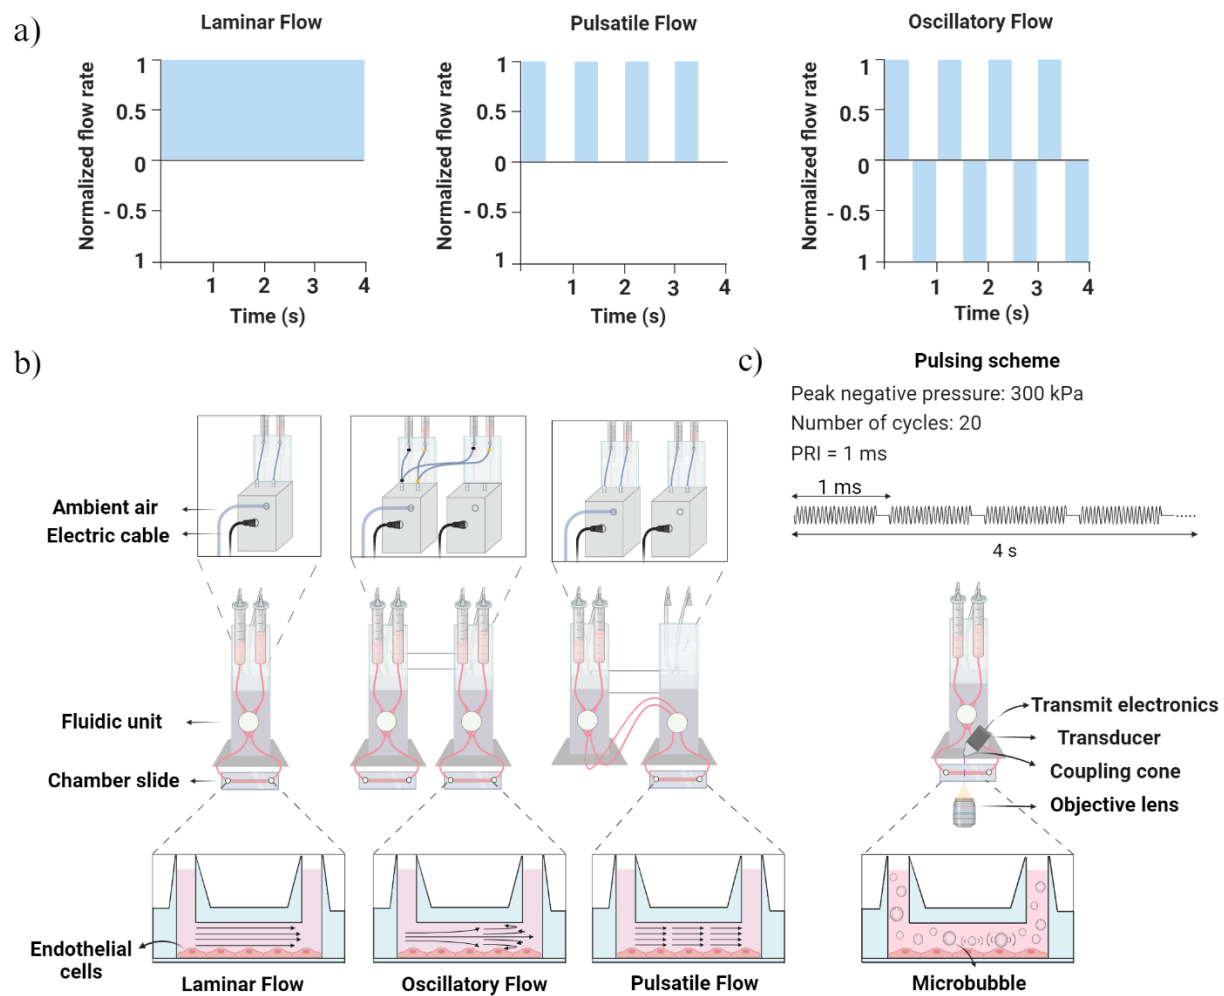 a)
Laminar Flow
Normalized flow rate
1
0.5
0
- 0.5
1
1 2 3 4
Time (s)
Pulsatile Flow
Normalized flow rate
1
0.5
0
- 0.5
1
1 2 3 4
Time (s)
Oscillatory Flow
Normalized flow rate
1
0.5
0
- 0.5
1
1 2 3 4
Time (s)
b)
Ambient air
Electric cable
Fluidic unit
Chamber slide
Endothelial
cells
Laminar Flow
Oscillatory Flow
Pulsatile Flow
c)
Pulsing scheme
Peak negative pressure: 300 kPa
Number of cycles: 20
PRI = 1 ms
1 ms
4 s
Transmit electronics
Transducer
Coupling cone
Objective lens
Microbubble